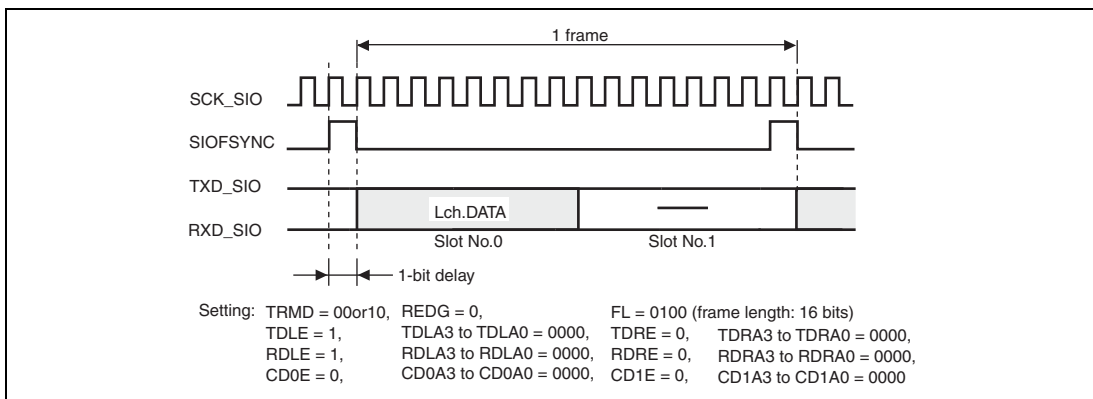 1 frame
SCK_SIO
SIOFSYNC
TXD_SIO
RXD_SIO
Lch.DATA
Slot No.0
Slot No.1
1-bit delay
Setting: TRMD = 00or10, REDG = 0, FL = 0100 (frame length: 16 bits)
TDLE = 1, TDLA3 to TDLA0 = 0000, TDRE = 0, TDRA3 to TDRA0 = 0000,
RDLE = 1, RDLA3 to RDLA0 = 0000, RDRE = 0, RDRA3 to RDRA0 = 0000,
CD0E = 0, CD0A3 to CD0A0 = 0000, CD1E = 0, CD1A3 to CD1A0 = 0000